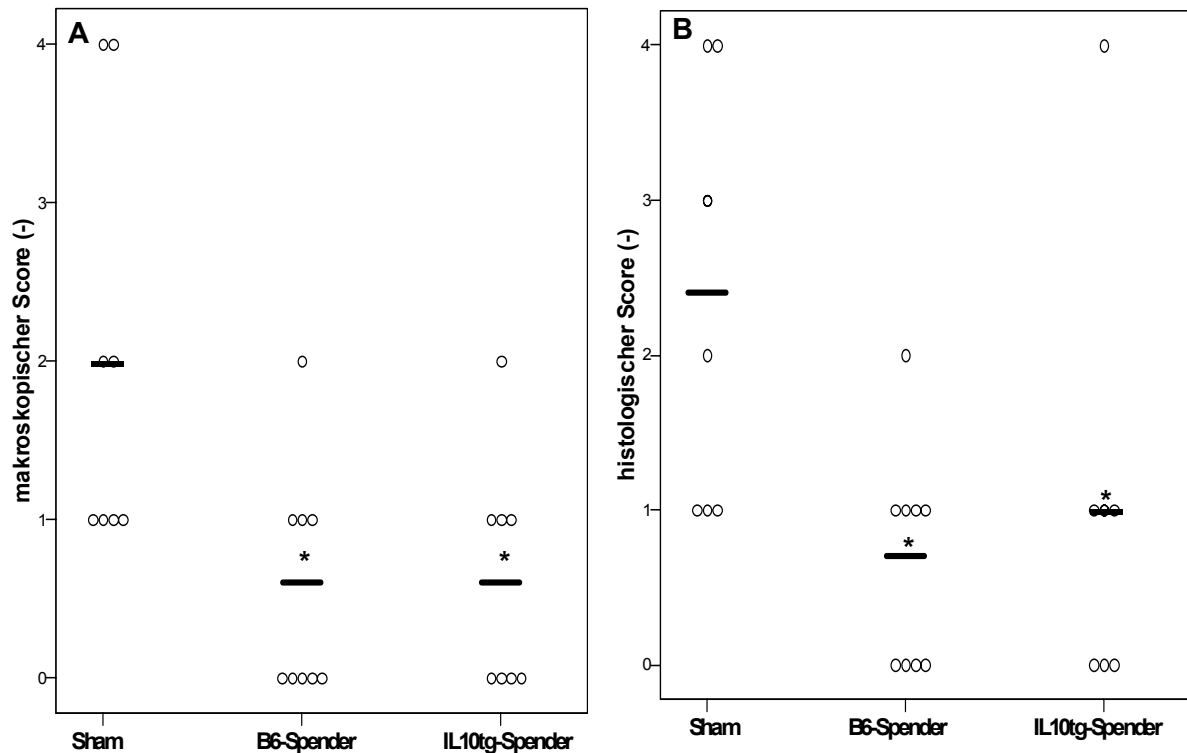 A
makroskopischer Score (-)
4
3
2
1
0
*
*
Sham
B6-Spender
IL10tg-Spender
B
histologischer Score (-)
4
3
2
1
0
*
*
Sham
B6-Spender
IL10tg-Spender